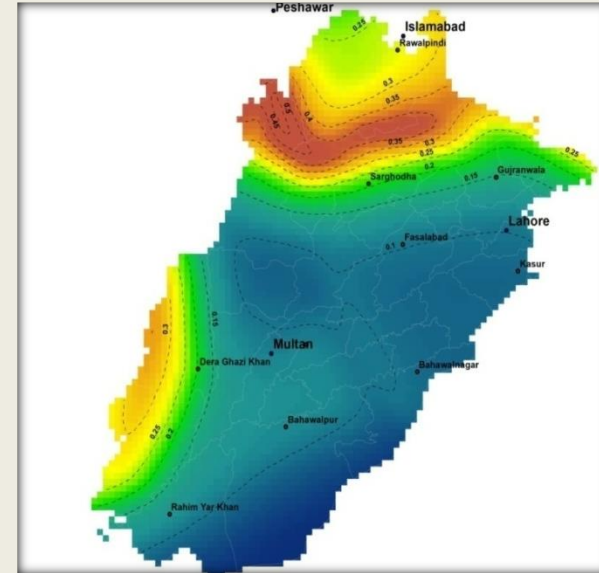 Peshawar
0.25
Islamabad
Rawalpindi
0.3
0.35
0.5
0.4
0.45
0.35
0.3
0.25
0.25
0.2
Sarghodha
0.15
Gujranwala
Lahore
0.1
Fasalabad
Kasur
0.3
0.15
Multan
Dera Ghazi Khan
Bahawalnagar
0.25
0.2
Bahawalpur
Rahim Yar Khan